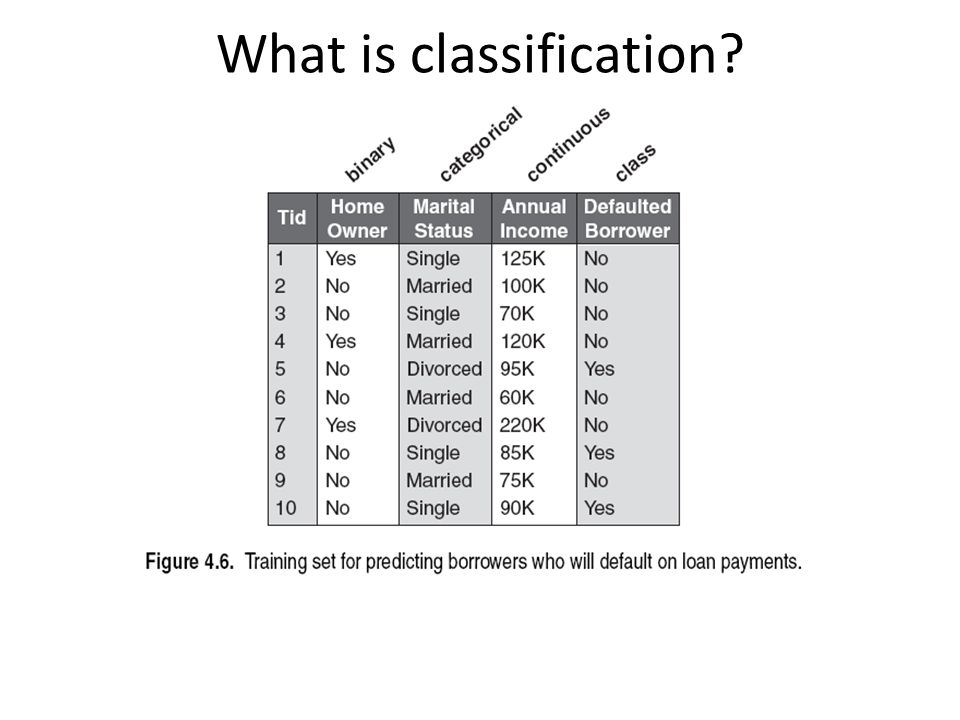 What is classification?
binary categorical continuous class
Tid Home Owner Marital Status Annual Income Defaulted Borrower
1 Yes Single 125K No
2 No Married 100K No
3 No Single 70K No
4 Yes Married 120K No
5 No Divorced 95K Yes
6 No Married 60K No
7 Yes Divorced 220K No
8 No Single 85K Yes
9 No Married 75K No
10 No Single 90K Yes
Figure 4.6. Training set for predicting borrowers who will default on loan payments.